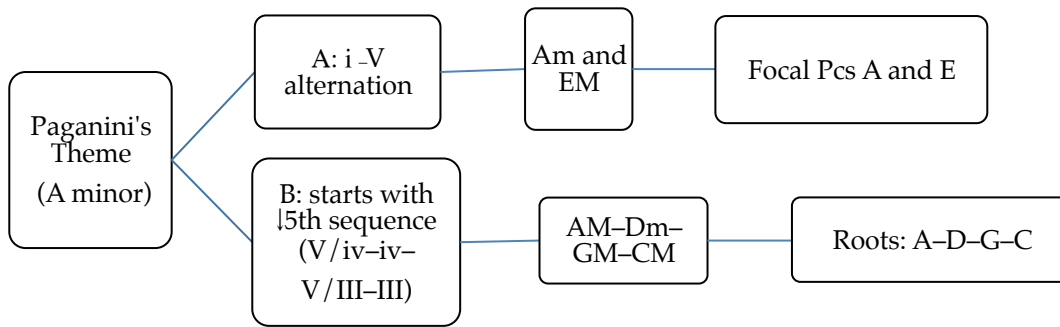 Paganini's
Theme
(A minor)
A: i –V
alternation
Am and
EM
Focal Pcs A and E
B: starts with
↓5th sequence
(V/iv–iv–
V/III–III)
AM–Dm–
GM–CM
Roots: A–D–G–C